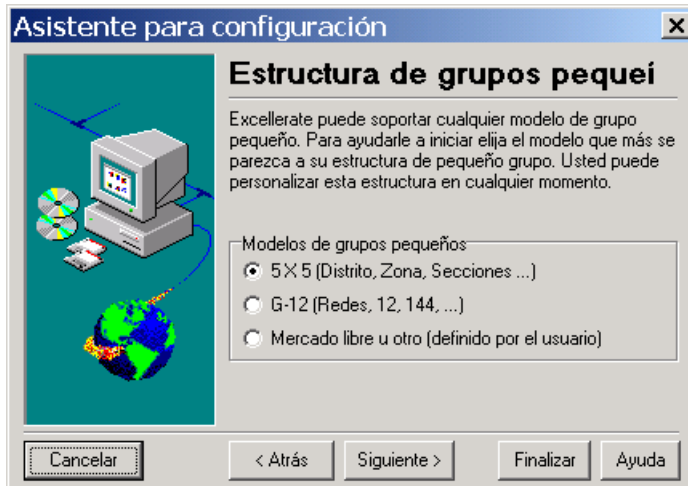 Asistente para configuración
Estructura de grupos pequeí
Excellerate puede soportar cualquier modelo de grupo
pequeño. Para ayudarle a iniciar elija el modelo que más se
parezca a su estructura de pequeño grupo. Usted puede
personalizar esta estructura en cualquier momento.
Modelos de grupos pequeños
5 X 5 (Distrito, Zona, Secciones ...)
G-12 (Redes, 12, 144, ...)
Mercado libre u otro (definido por el usuario)
Cancelar < Atrás Siguiente > Finalizar Ayuda